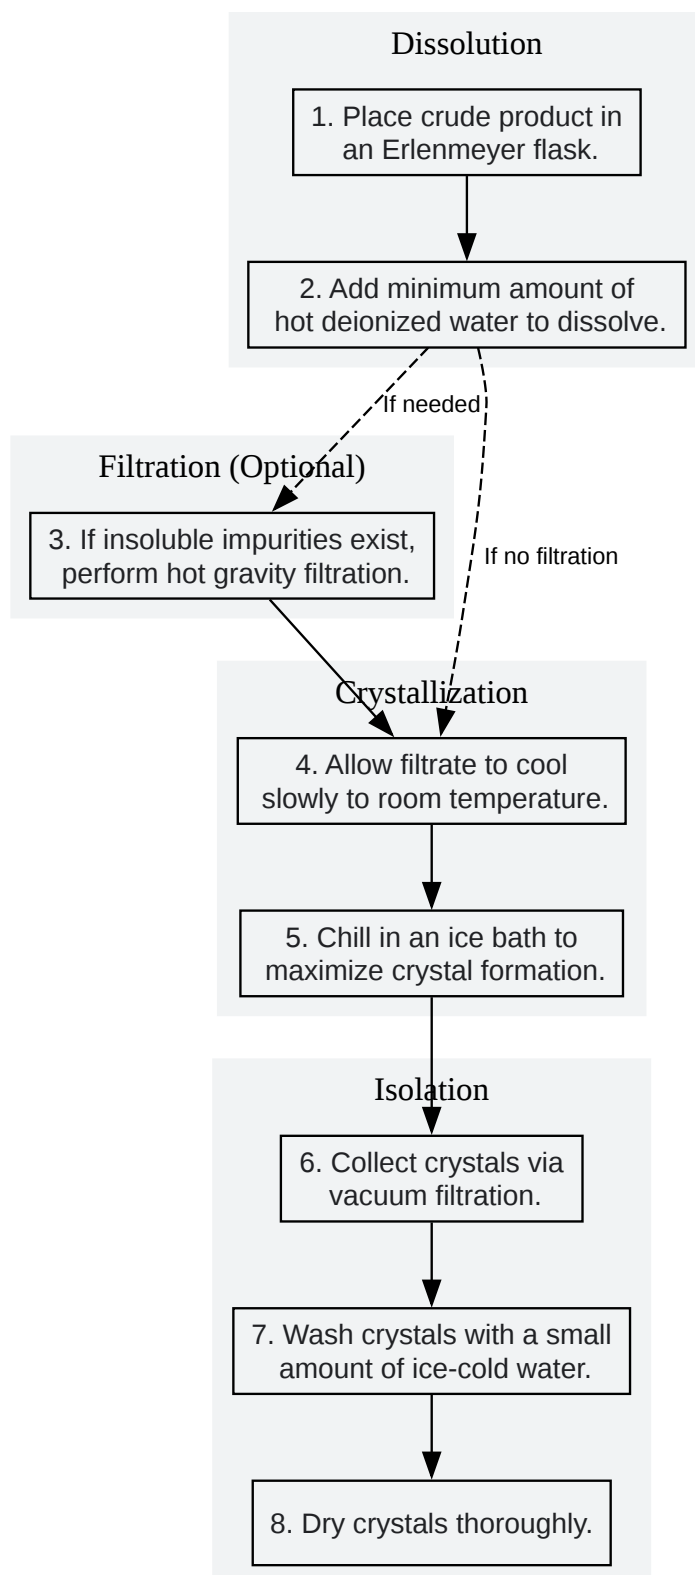 Dissolution
1. Place crude product in
an Erlenmeyer flask.
2. Add minimum amount of
hot deionized water to dissolve.
If needed
Filtration (Optional)
3. If insoluble impurities exist,
perform hot gravity filtration.
If no filtration
Crystallization
4. Allow filtrate to cool
slowly to room temperature.
5. Chill in an ice bath to
maximize crystal formation.
Isolation
6. Collect crystals via
vacuum filtration.
7. Wash crystals with a small
amount of ice-cold water.
8. Dry crystals thoroughly.